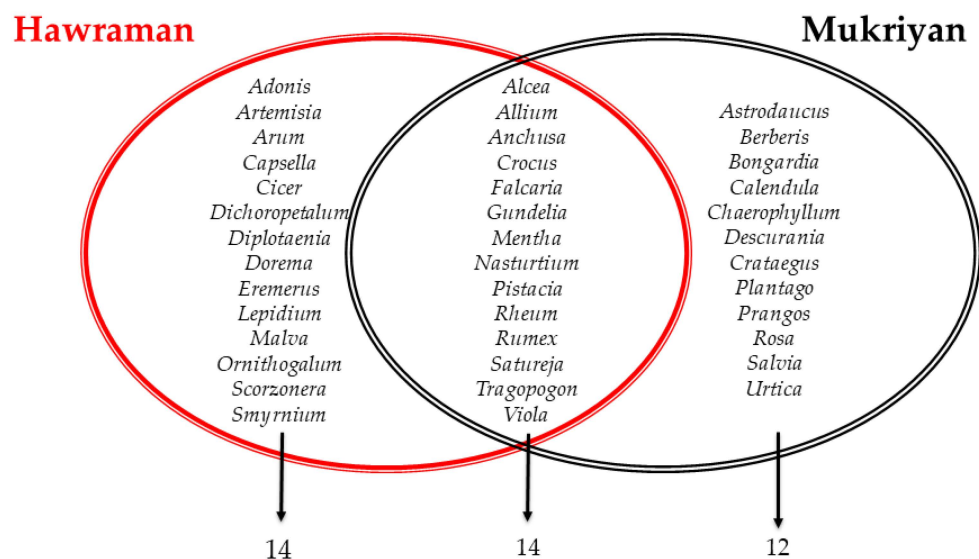 Hawraman
Mukriyan
Adonis
Artemisia
Arum
Capsella
Cicer
Dichoropetalum
Diplotaenia
Dorema
Eremerus
Lepidium
Malva
Ornithogalum
Scorzonera
Smyrnium
Alcea
Allium
Anchusa
Crocus
Falcaria
Gundelia
Mentha
Nasturtium
Pistacia
Rheum
Rumex
Satureja
Tragopogon
Viola
Astrodaucus
Berberis
Bongardia
Calendula
Chaerophyllum
Descurania
Crataegus
Plantago
Prangos
Rosa
Salvia
Urtica
14
14
12